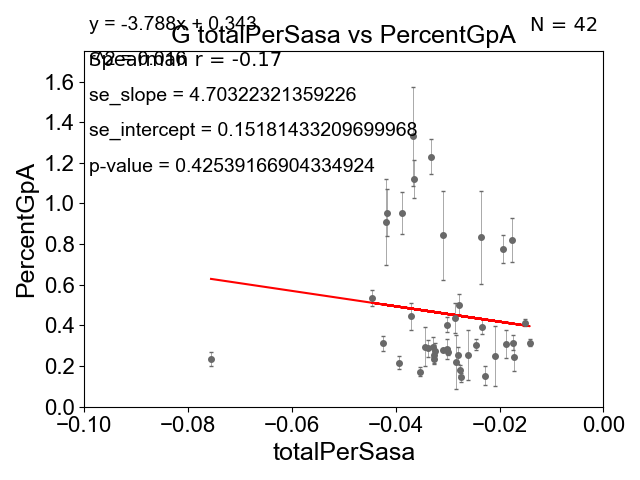 y = -3.788x + 0.343
G totalPerSasa vs PercentGpA
N = 42
Spearman r = -0.17
se_slope = 4.70322321359226
se_intercept = 0.15181433209699968
p-value = 0.42539166904334924
PercentGpA
1.6
1.4
1.2
1.0
0.8
0.6
0.4
0.2
0.0
−0.10 −0.08 −0.06 −0.04 −0.02 0.00
totalPerSasa